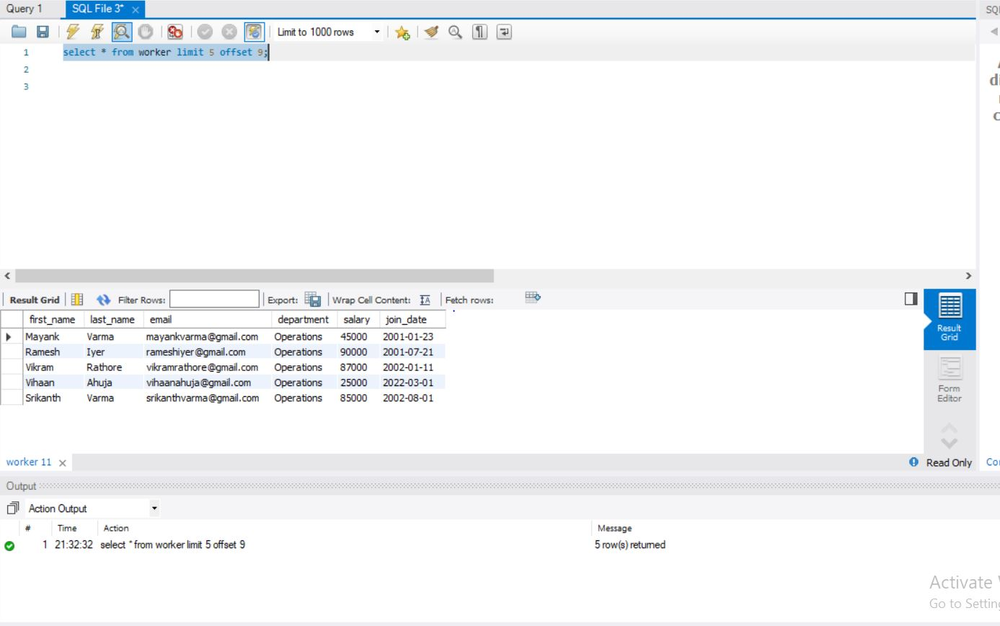 Query 1 SQL File 3*
Limit to 1000 rows
1 select * from worker limit 5 offset 9;
2
3
Result Grid Filter Rows: Export: Wrap Cell Content: Fetch rows:
first_name last_name email department salary join_date
Mayank Varma mayankvarma@gmail.com Operations 45000 2001-01-23
Ramesh Iyer rameshiyer@gmail.com Operations 90000 2001-07-21
Vikram Rathore vikramrathore@gmail.com Operations 87000 2002-01-11
Vihaan Ahuja vihaanahuja@gmail.com Operations 25000 2022-03-01
Srikanth Varma srikanthvarma@gmail.com Operations 85000 2002-08-01
Result
Grid
Form
Editor
worker 11 Read Only
Output
Action Output
# Time Action Message
1 21:32:32 select * from worker limit 5 offset 9 5 row(s) returned
Activate
Go to Setting